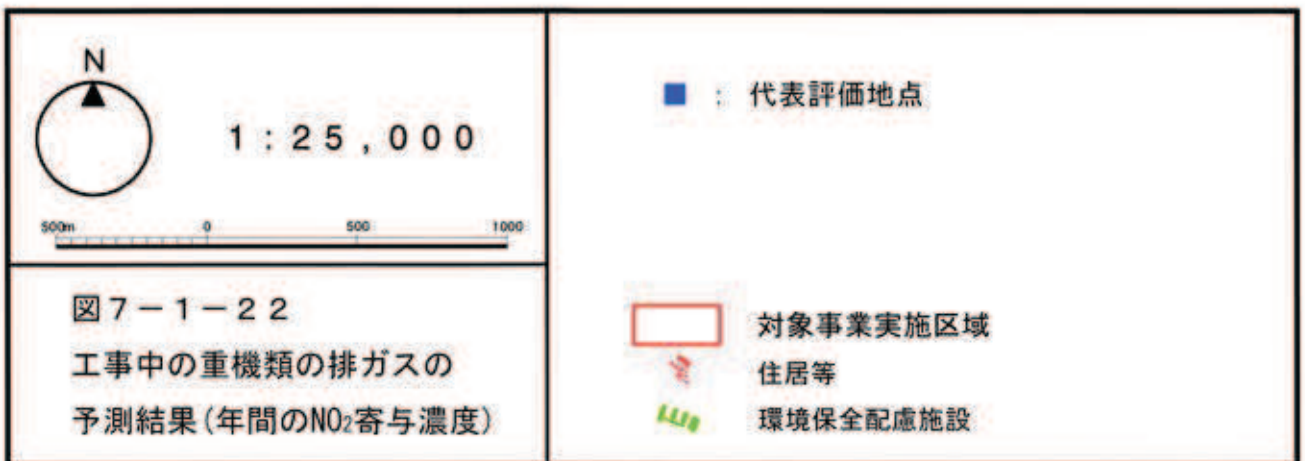 N
1:25,000
500m 0 500 1000
図7-1-22
工事中の重機類の排ガスの
予測結果(年間のNO₂寄与濃度)
■ : 代表評価地点
対象事業実施区域
住居等
環境保全配慮施設